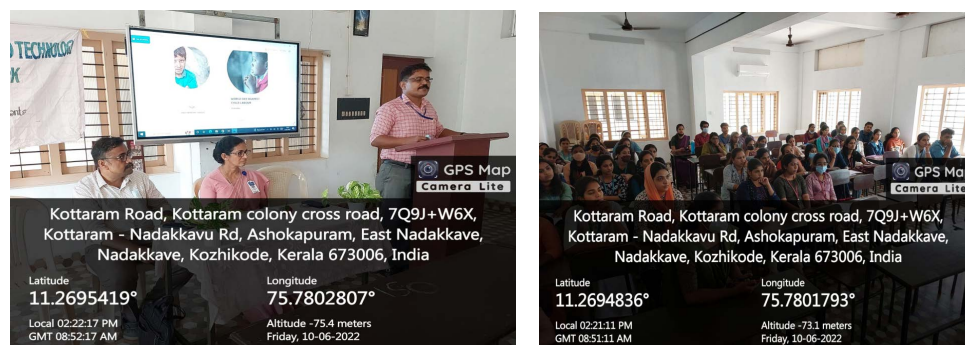 TECHNOLOGY
GPS Map
Camera Lite
Kottaram Road, Kottaram colony cross road, 7Q9J+W6X,
Kottaram - Nadakkavu Rd, Ashokapuram, East Nadakkave,
Nadakkave, Kozhikode, Kerala 673006, India
Latitude
Longitude
11.2695419°
75.7802807°
Local 02:22:17 PM
Altitude -75.4 meters
GMT 08:52:17 AM
Friday, 10-06-2022
GPS Ma
Camera Lite
Kottaram Road, Kottaram colony cross road, 7Q9J+W6X,
Kottaram - Nadakkavu Rd, Ashokapuram, East Nadakkave,
Nadakkave, Kozhikode, Kerala 673006, India
Latitude
Longitude
11.2694836°
75.7801793°
Local 02:21:11 PM
Altitude -73.1 meters
GMT 08:51:11 AM
Friday, 10-06-2022